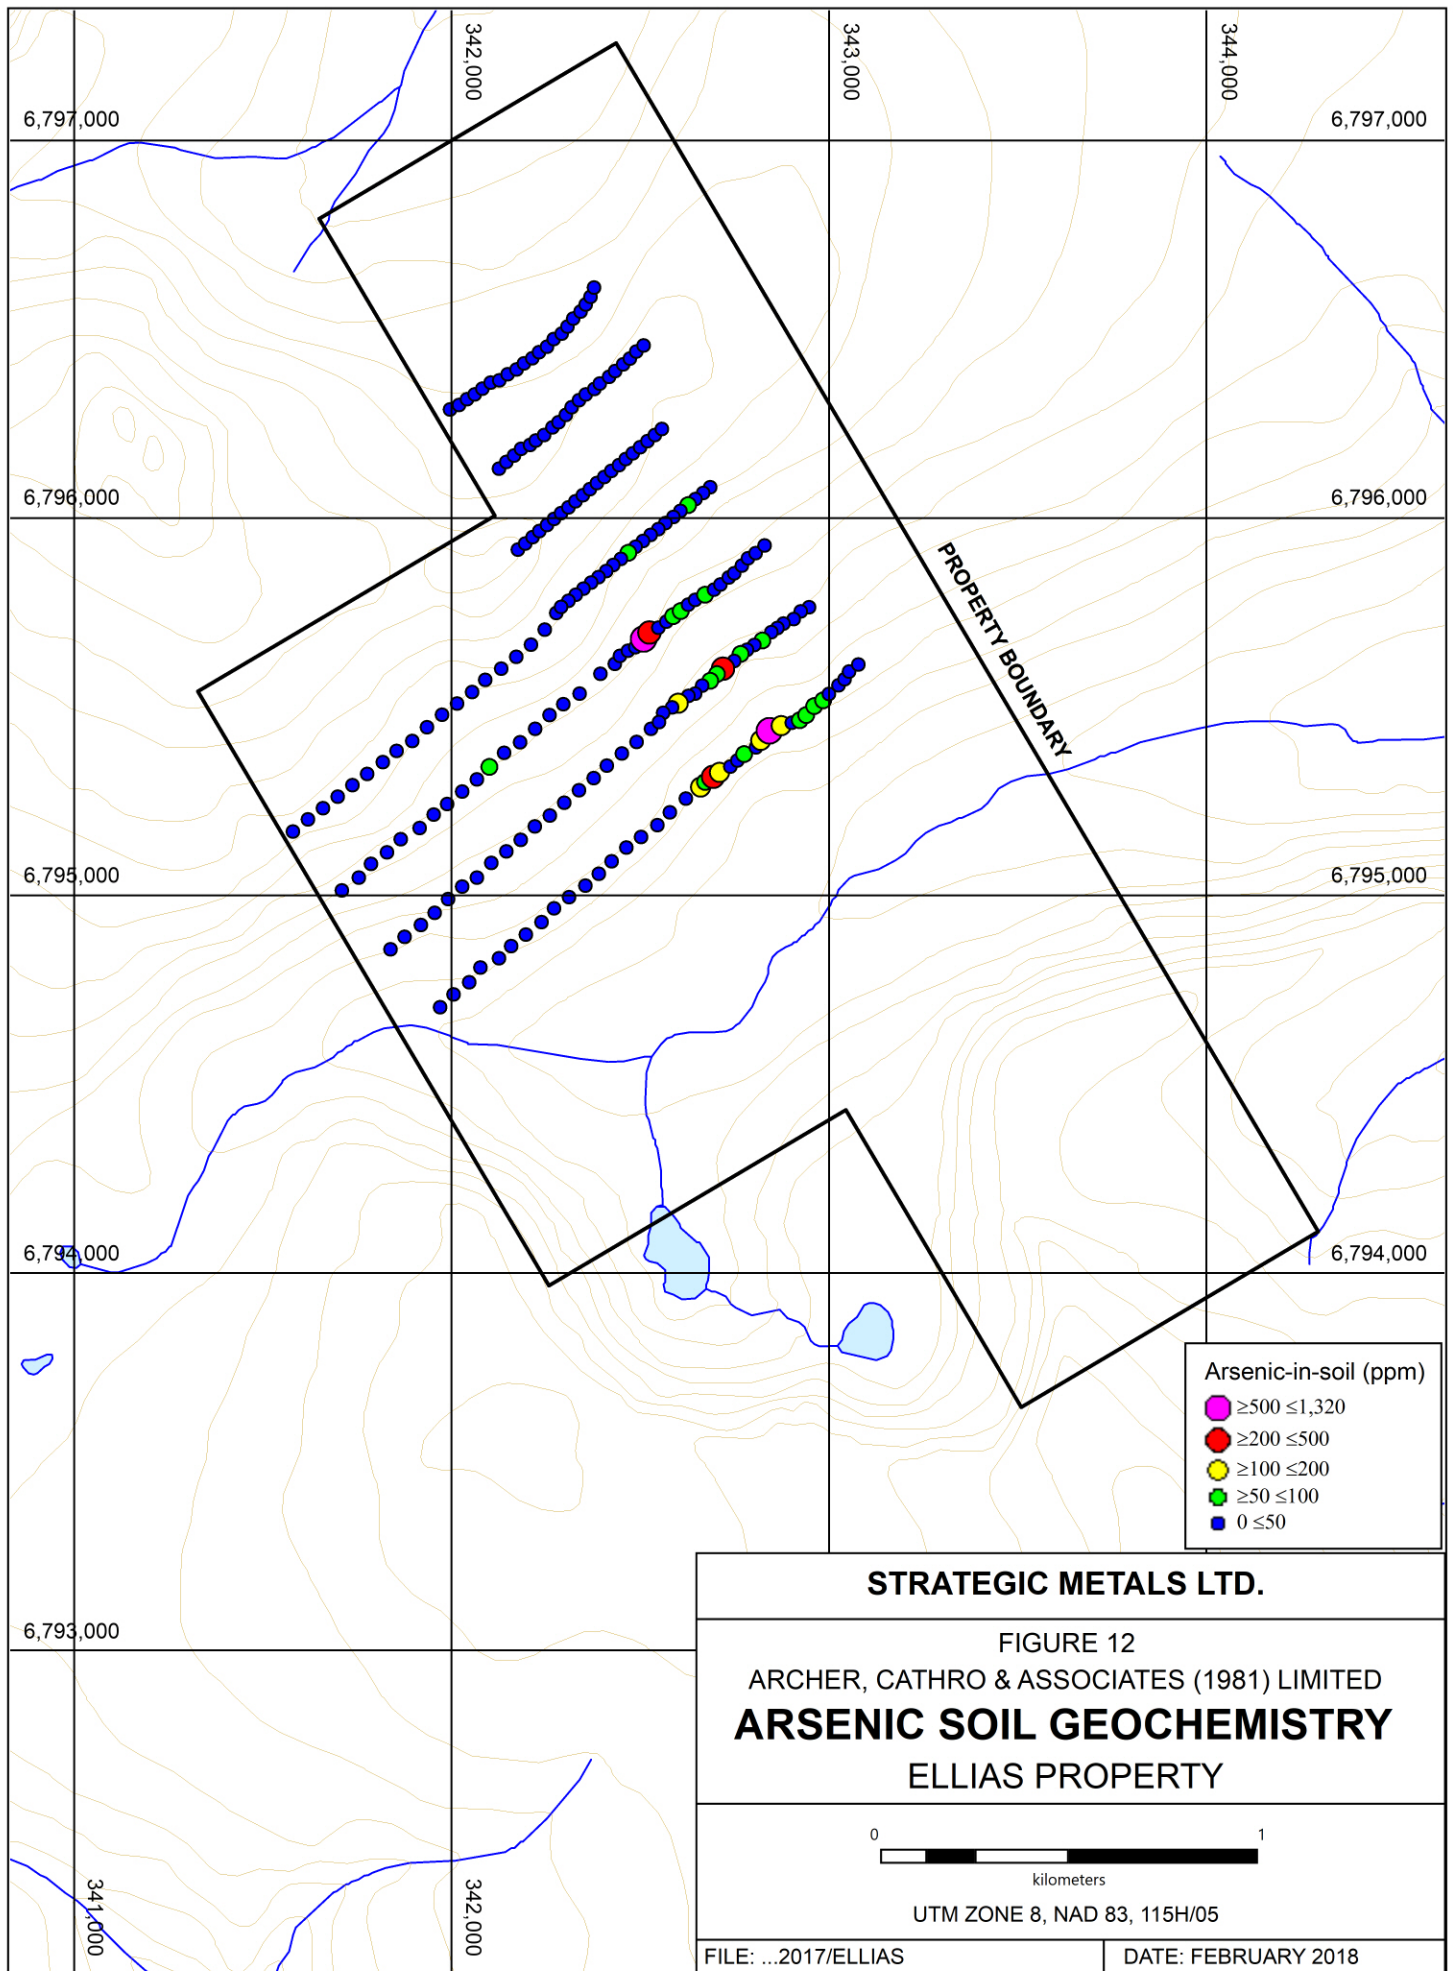 342,000
343,000
344,000
6,797,000
6,797,000
6,796,000
6,796,000
PROPERTY BOUNDARY
6,795,000
6,795,000
6,794,000
6,794,000
Arsenic-in-soil (ppm)
≥500 ≤1,320
≥200 ≤500
≥100 ≤200
≥50 ≤100
0 ≤50
6,793,000
STRATEGIC METALS LTD.
FIGURE 12
ARCHER, CATHRO & ASSOCIATES (1981) LIMITED
ARSENIC SOIL GEOCHEMISTRY
ELLIAS PROPERTY
0 1
kilometers
UTM ZONE 8, NAD 83, 115H/05
FILE: ...2017/ELLIAS
DATE: FEBRUARY 2018
341,000
342,000